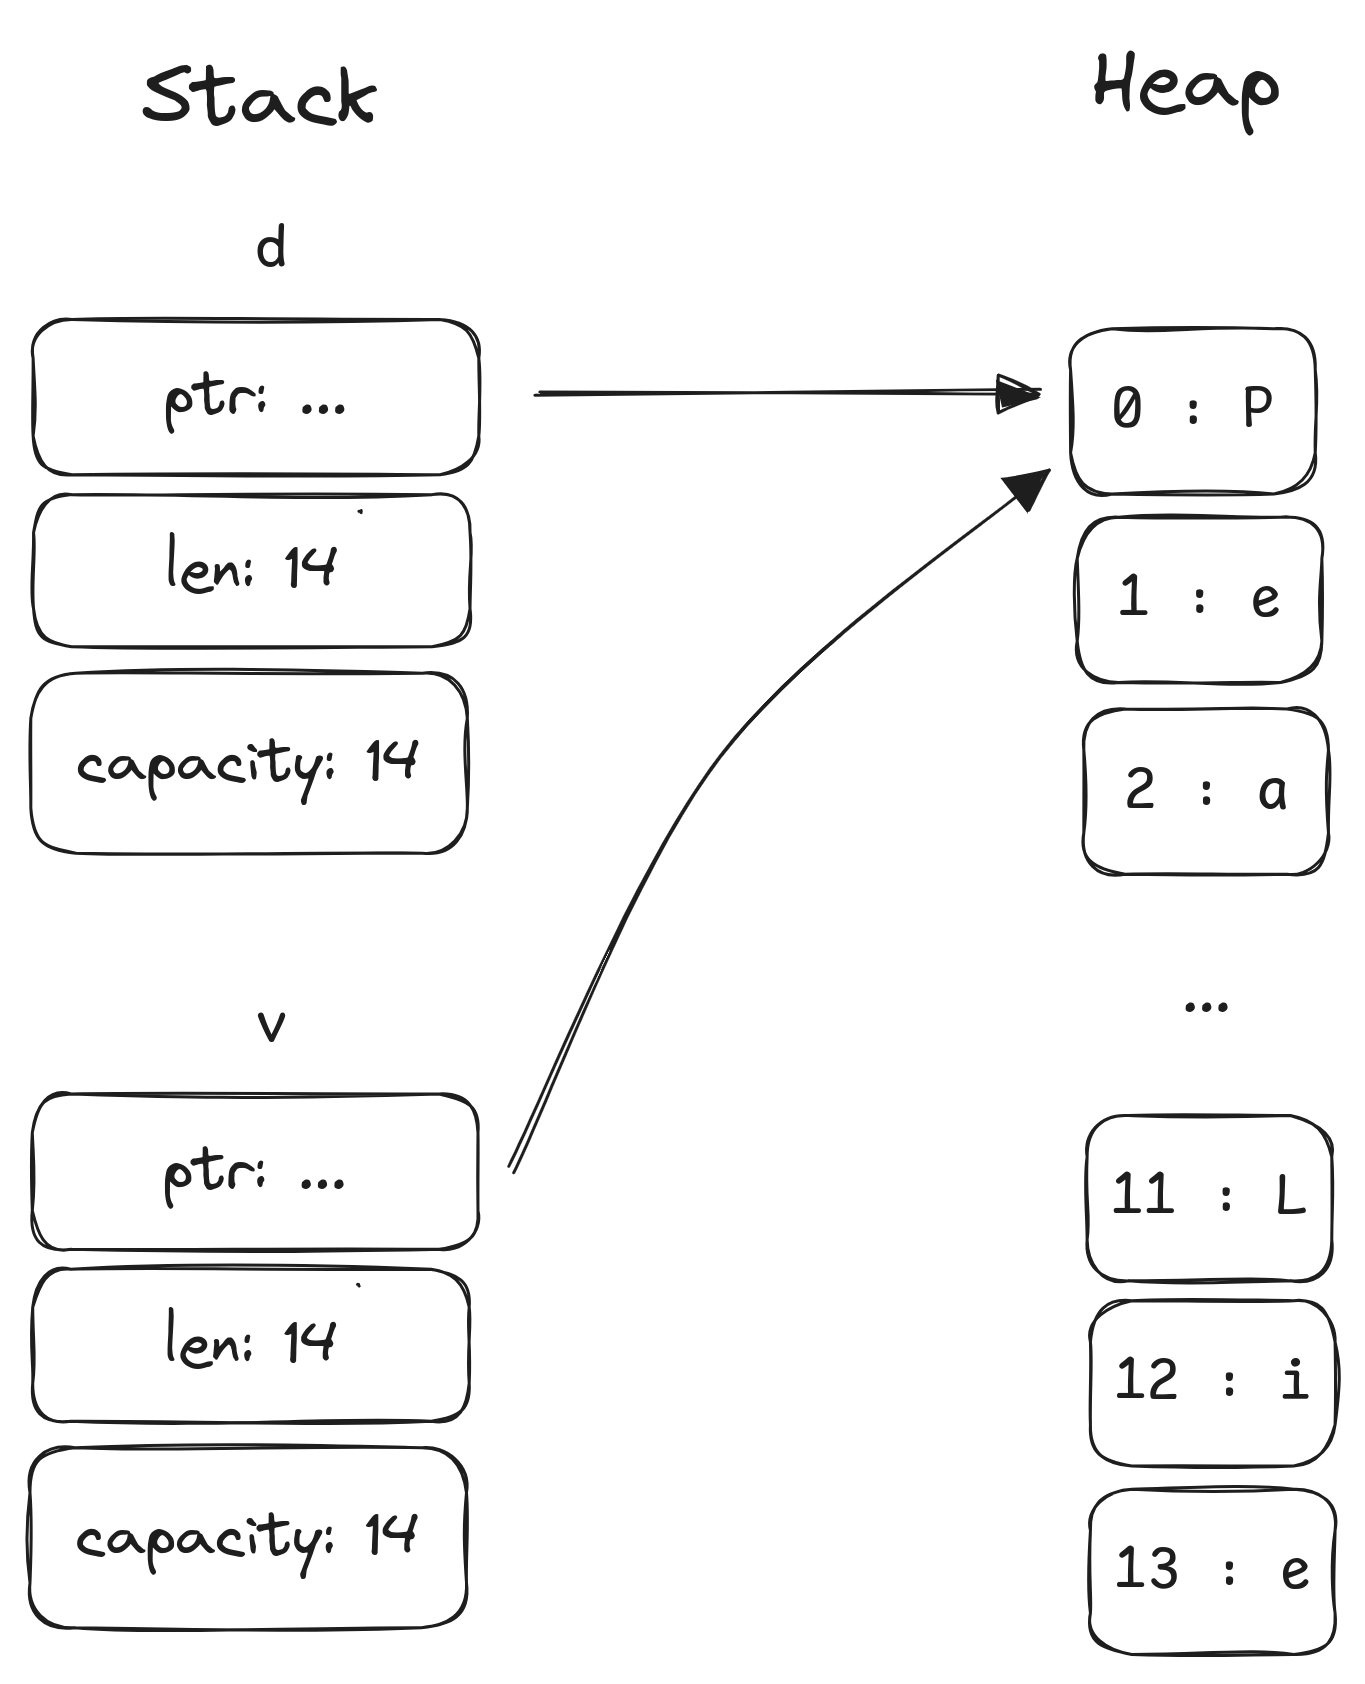 Stack
Heap
d
ptr: ...
len: 14
capacity: 14
v
ptr: ...
len: 14
capacity: 14
0 : P
1 : e
2 : a
...
11 : L
12 : i
13 : e